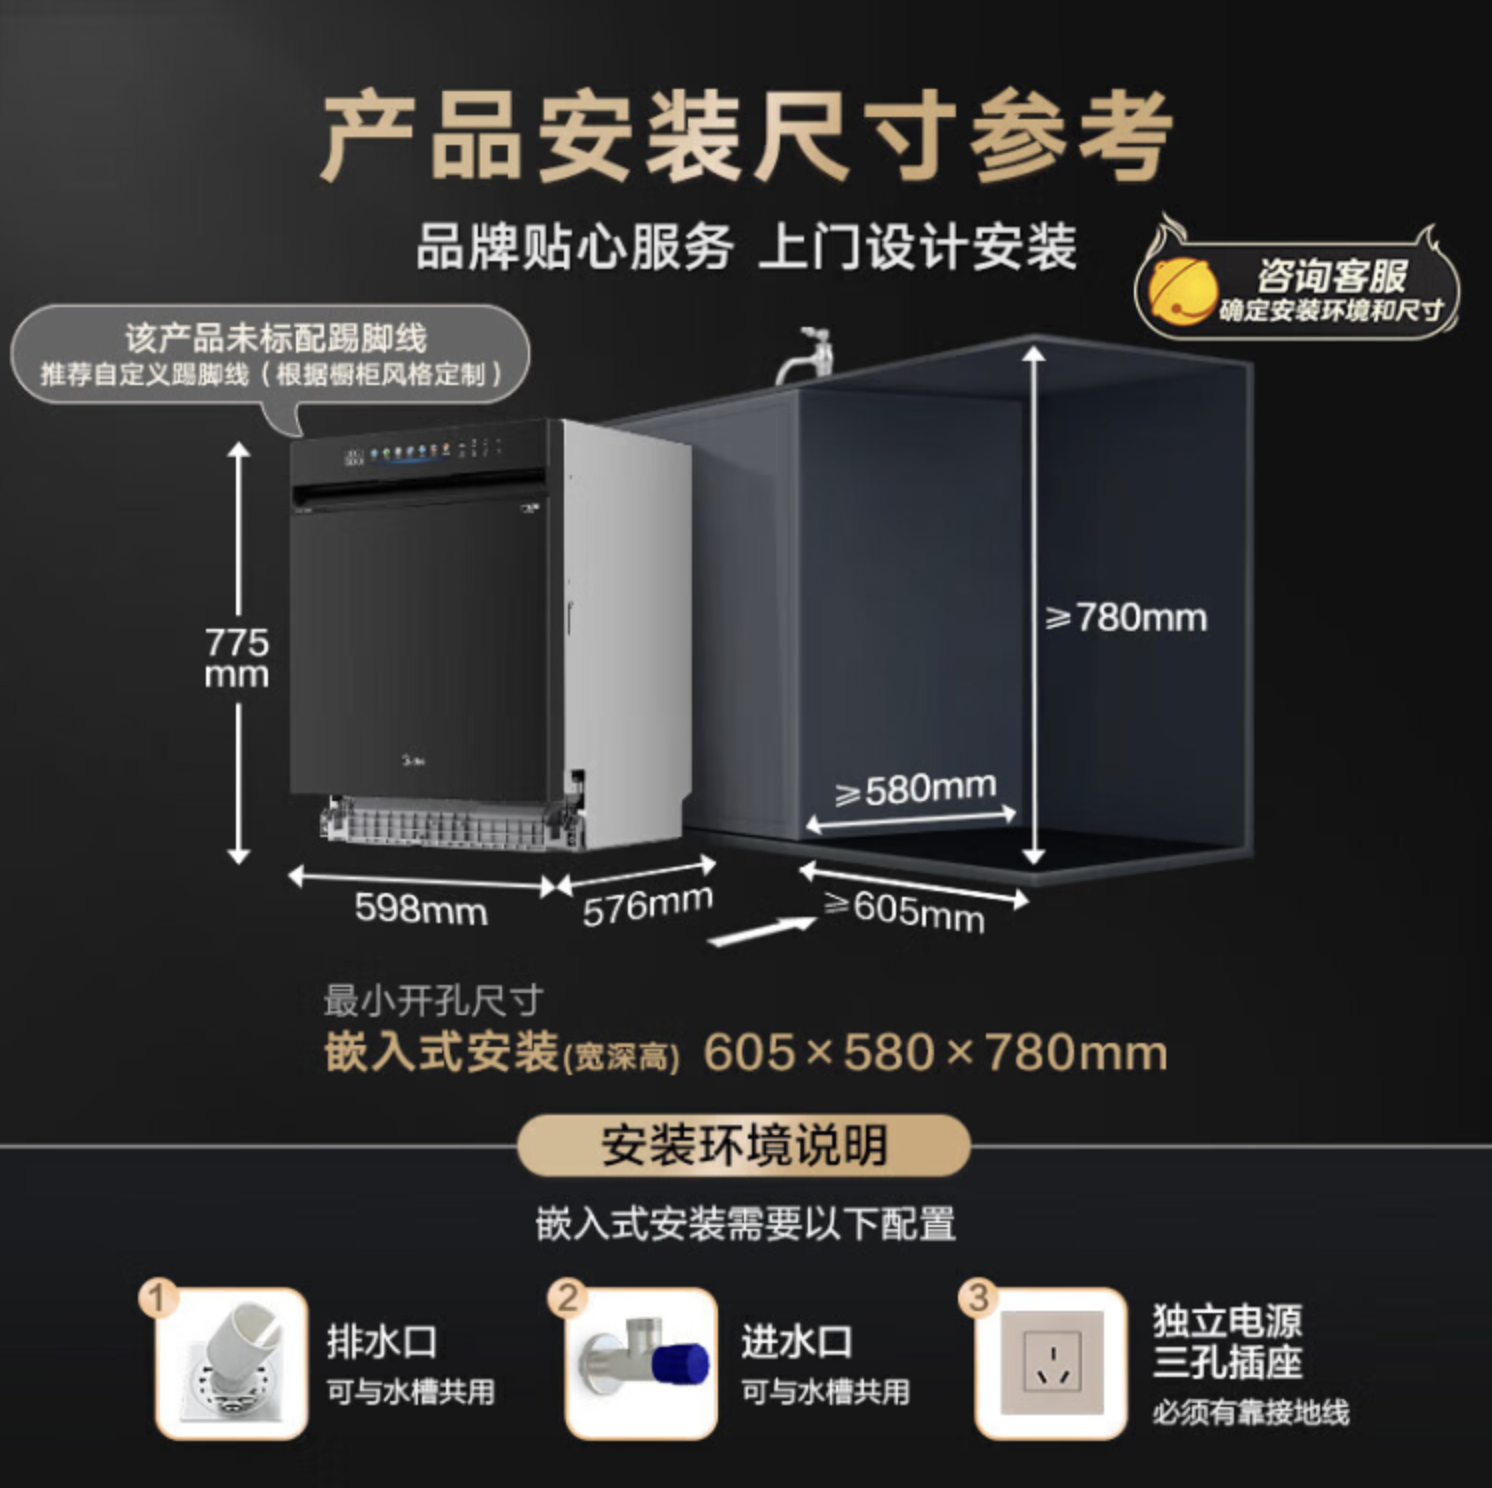 产品安装尺寸参考
品牌贴心服务 上门设计安装
咨询客服
确定安装环境和尺寸
该产品未标配踢脚线
推荐自定义踢脚线（根据橱柜风格定制）
775
mm
≥780mm
≥580mm
598mm
576mm
≥605mm
最小开孔尺寸
嵌入式安装(宽深高) 605×580×780mm
安装环境说明
嵌入式安装需要以下配置
1
排水口
可与水槽共用
2
进水口
可与水槽共用
3
独立电源
三孔插座
必须有靠接地线